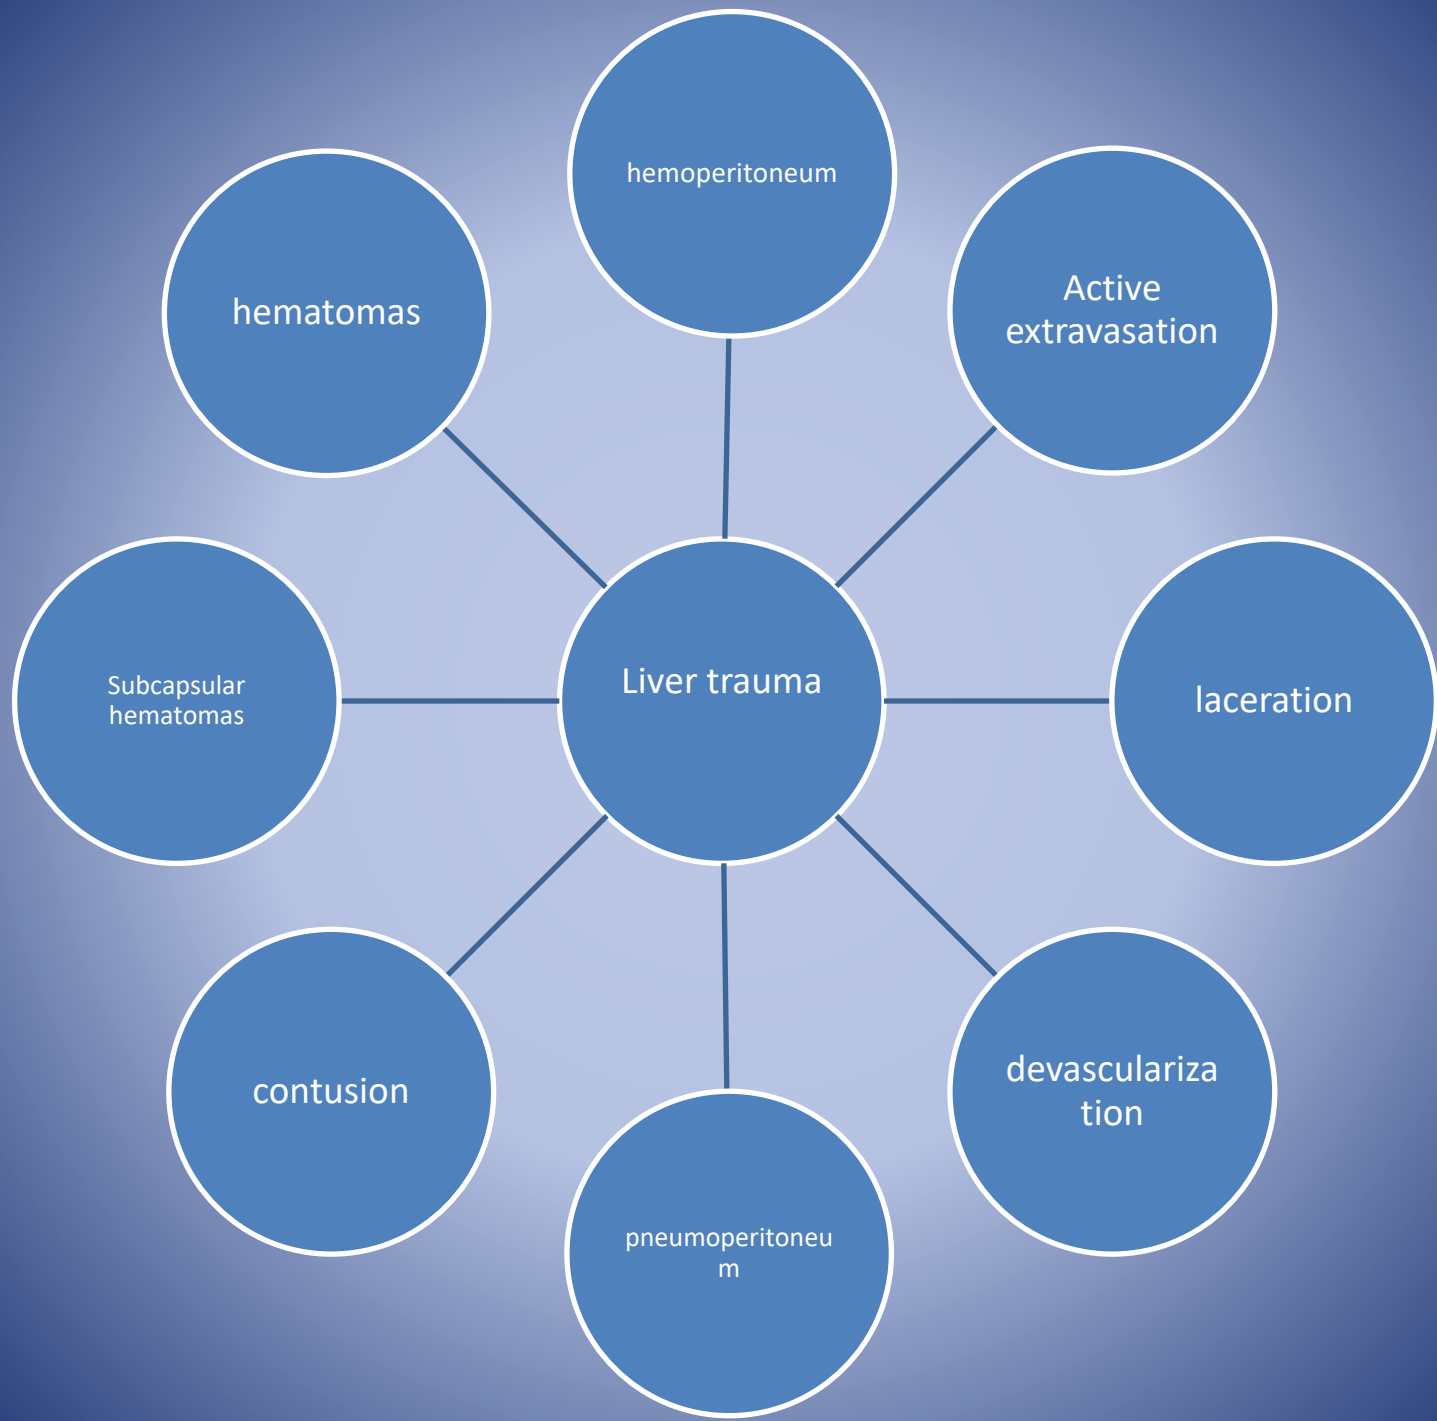 hemoperitoneum
Active
extravasation
hematomas
Liver trauma
Subcapsular
hematomas
laceration
contusion
devasculariza
tion
pneumoperitoneu
m